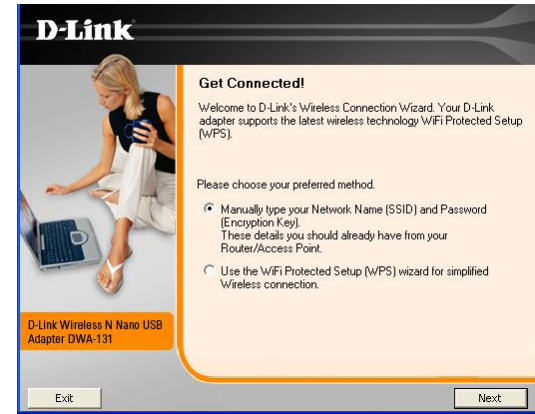 D-Link
Get Connected!
Welcome to D-Link's Wireless Connection Wizard. Your D-Link
adapter supports the latest wireless technology WiFi Protected Setup
(WPS).
Please choose your preferred method.
Manually type your Network Name (SSID) and Password
(Encryption Key).
These details you should already have from your
Router/Access Point.
Use the WiFi Protected Setup (WPS) wizard for simplified
Wireless connection.
D-Link Wireless N Nano USB
Adapter DWA-131
Exit
Next